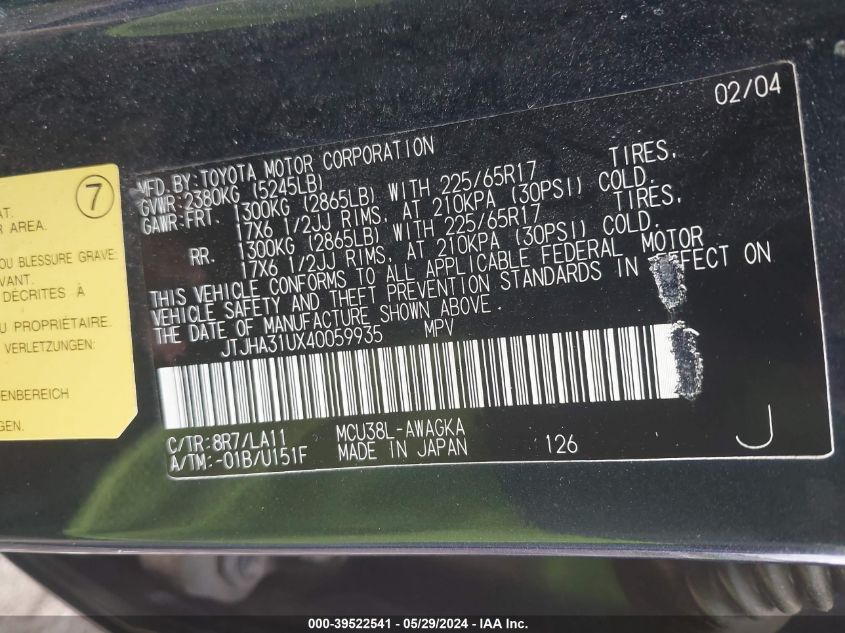 02/04
MFD. BY: TOYOTA MOTOR CORPORATION
GVWR: 2380KG (5245LB)
GAWR-FRT. 1300KG (2865LB) WITH 225/65R17 TIRES,
17X6 1/2JJ RIMS, AT 210KPA (30PSI) COLD.
RR. 1300KG (2865LB) WITH 225/65R17 TIRES,
17X6 1/2JJ RIMS, AT 210KPA (30PSI) COLD.
THIS VEHICLE CONFORMS TO ALL APPLICABLE FEDERAL MOTOR
VEHICLE SAFETY AND THEFT PREVENTION STANDARDS IN EFFECT ON
THE DATE OF MANUFACTURE SHOWN ABOVE.
JTJHA31UX40059935 MPV
C/TR: 8R7/LA11 MCU38L-AWAGKA
A/TM: -01B/U151F MADE IN JAPAN 126 J
7
AT.
R AREA.
OU BLESSURE GRAVE:
VANT.
DÉCRITES À
U PROPRIÉTAIRE.
VERLETZUNGEN:
ENBEREICH
GEN.
000-39522541 - 05/29/2024 - IAA Inc.